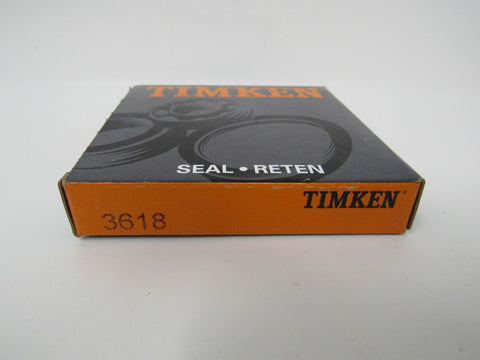 TIMKEN
SEAL • RETEN
TIMKEN®
3618